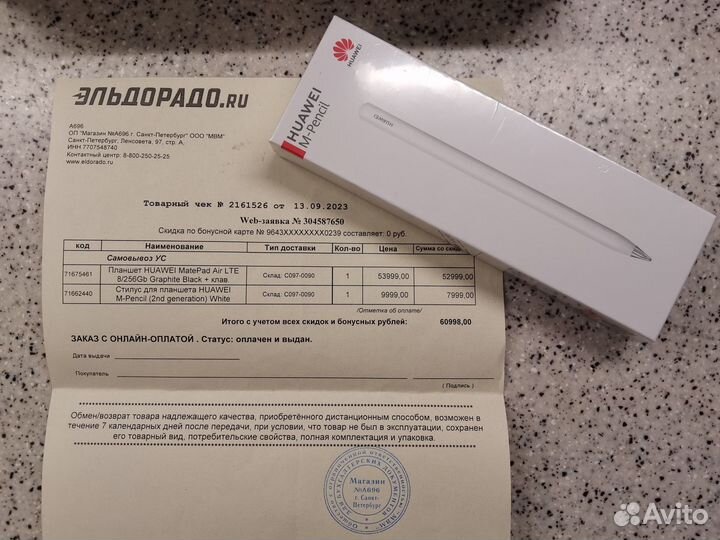 ЭЛЬДОРАДО.RU
А696
ОП "Магазин №А696 г. Санкт-Петербург" ООО "МВМ"
Санкт-Петербург, Ленсовета, 97, стр. А,
ИНН 7707548740
Контактный центр: 8-800-250-25-25
www.eldorado.ru
Товарный чек № 2161526 от 13.09.2023
Web-заявка № 304587650
Скидка по бонусной карте № 9643XXXXXXXX0239 составляет: 0 руб.
код Наименование Тип доставки Кол-во Цена Сумма со скидкой
Самовывоз УС
71675461 Планшет HUAWEI MatePad Air LTE 8/256Gb Graphite Black + клав. Склад: С097-0090 1 53999,00 52999,00
71662440 Стилус для планшета HUAWEI M-Pencil (2nd generation) White Склад: С097-0090 1 9999,00 7999,00
/Отметка об оплате/
Итого с учетом всех скидок и бонусных рублей: 60998,00
ЗАКАЗ С ОНЛАЙН-ОПЛАТОЙ . Статус: оплачен и выдан.
Дата выдачи
Покупатель
( Подпись )
Обмен/возврат товара надлежащего качества, приобретённого дистанционным способом, возможен в
течение 7 календарных дней после передачи, при условии, что товар не был в эксплуатации, сохранен
его товарный вид, потребительские свойства, полная комплектация и упаковка.
Магазин
№А696
г. Санкт-
Петербург
Для бухгалтерских документов
HUAWEI
HUAWEI
M-Pencil
HUAWEI
Avito